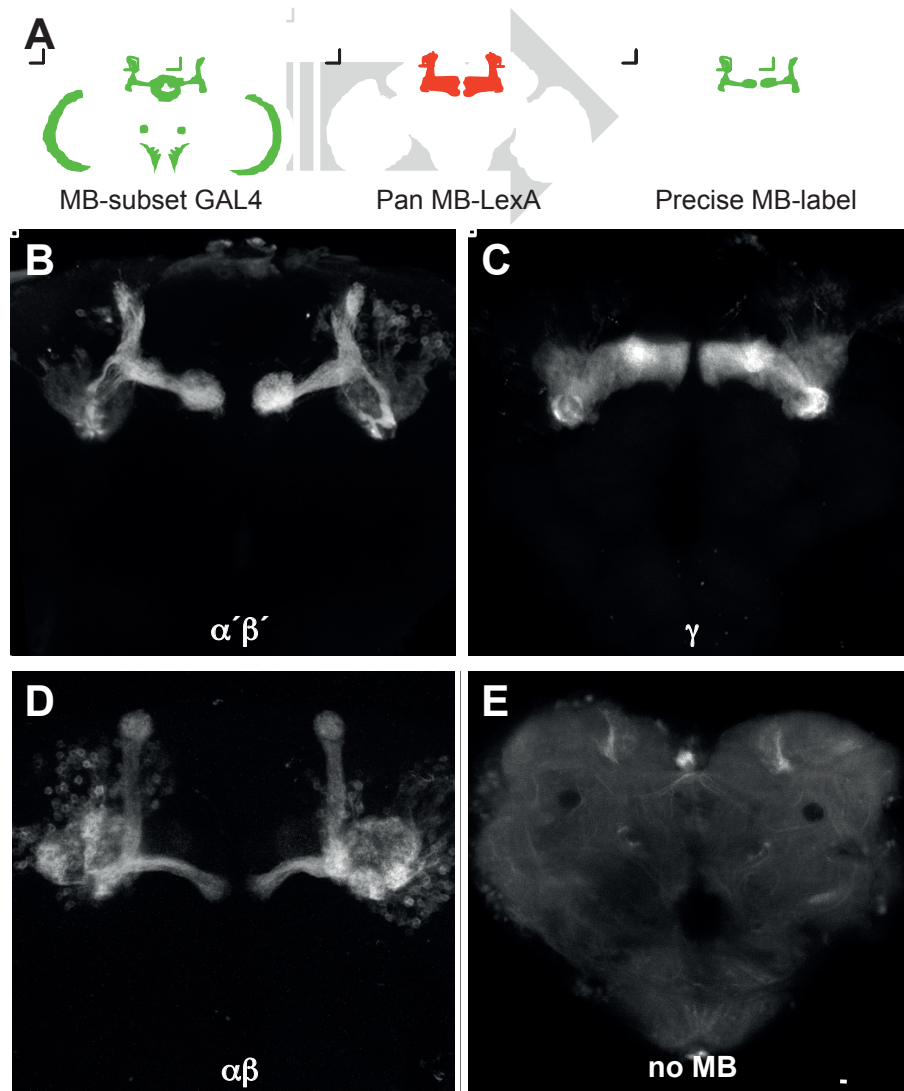 A
MB-subset GAL4
Pan MB-LexA
Precise MB-label
B
α´β´
C
γ
D
αβ
E
no MB